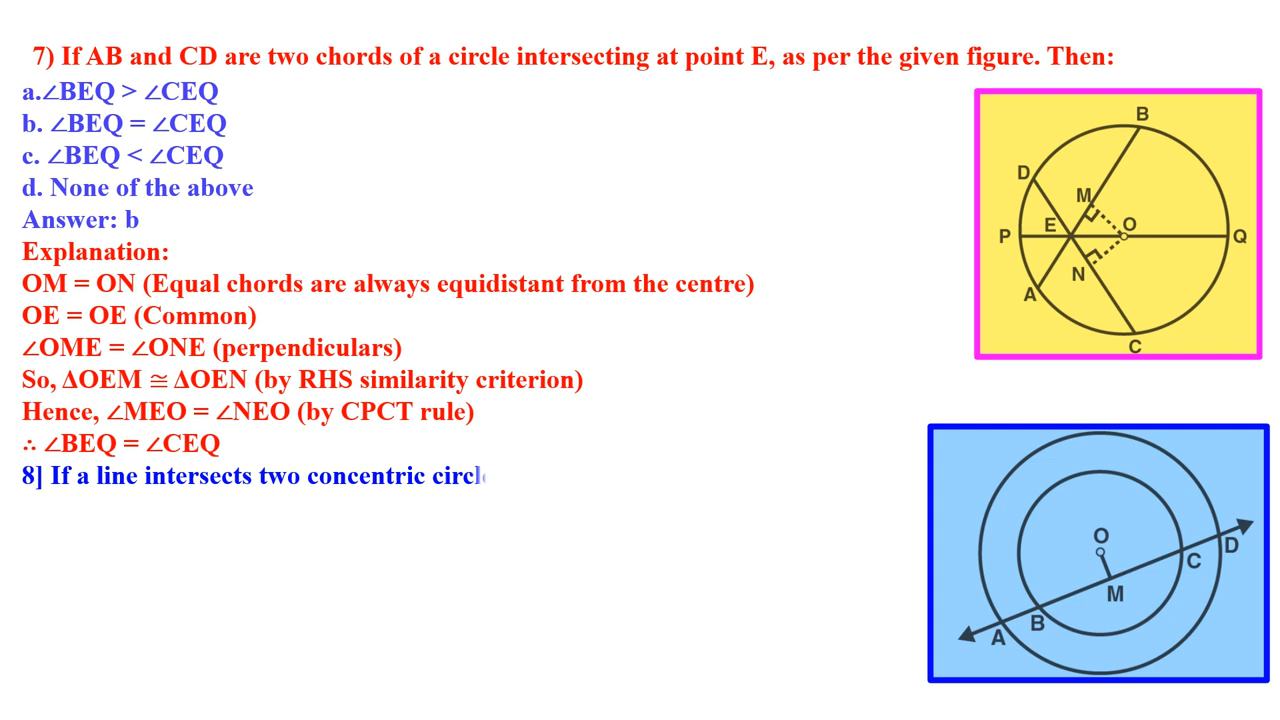 7) If AB and CD are two chords of a circle intersecting at point E, as per the given figure. Then:
a.∠BEQ > ∠CEQ
b. ∠BEQ = ∠CEQ
c. ∠BEQ < ∠CEQ
d. None of the above
Answer: b
Explanation:
OM = ON (Equal chords are always equidistant from the centre)
OE = OE (Common)
∠OME = ∠ONE (perpendiculars)
So, ΔOEM ≅ ΔOEN (by RHS similarity criterion)
Hence, ∠MEO = ∠NEO (by CPCT rule)
∴ ∠BEQ = ∠CEQ
8] If a line intersects two concentric circl
B
D
M
P E O Q
N
A
C
O
D
C
M
B
A